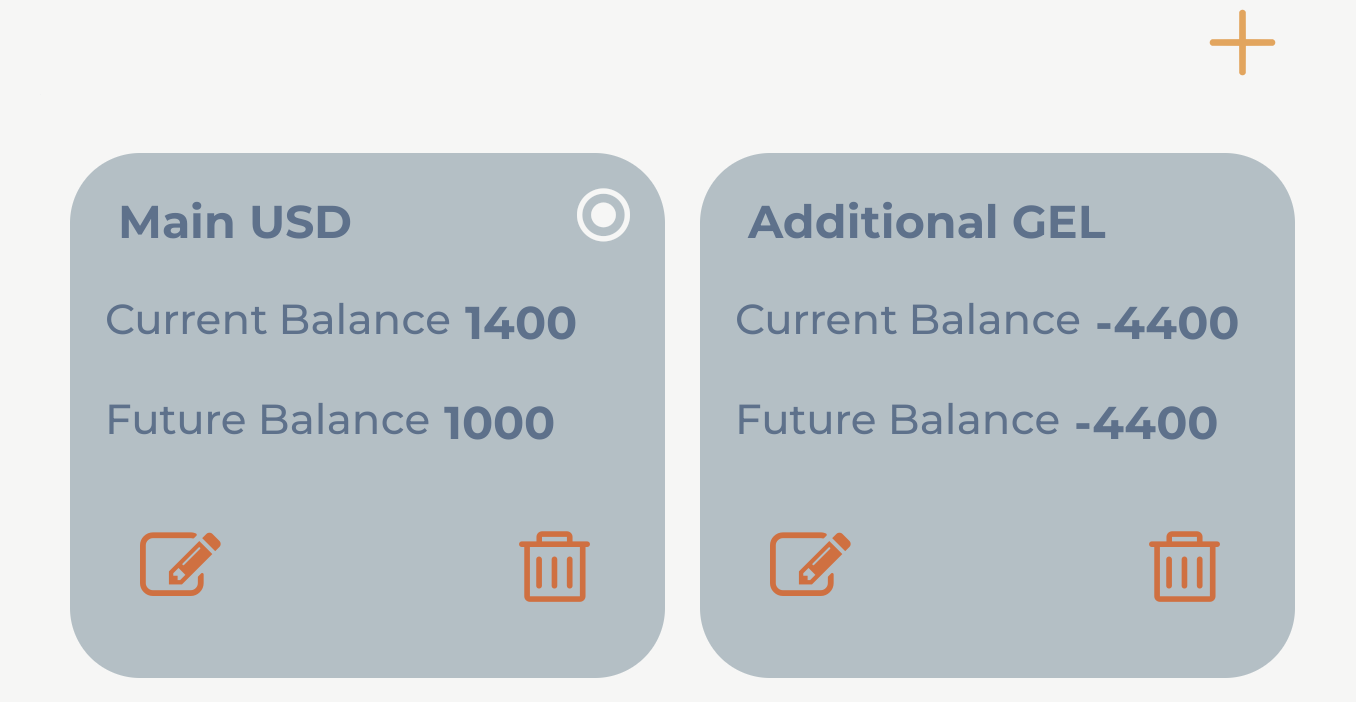 Main USD
Current Balance 1400
Future Balance 1000
Additional GEL
Current Balance -4400
Future Balance -4400